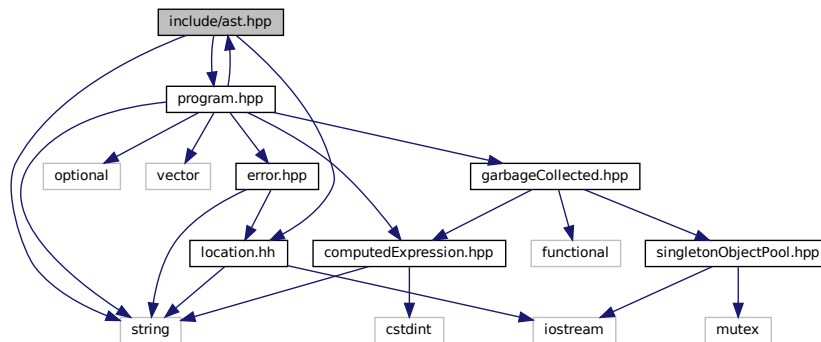 include/ast.hpp
program.hpp
optional
vector
error.hpp
garbageCollected.hpp
location.hh
computedExpression.hpp
functional
singletonObjectPool.hpp
string
cstdint
iostream
mutex